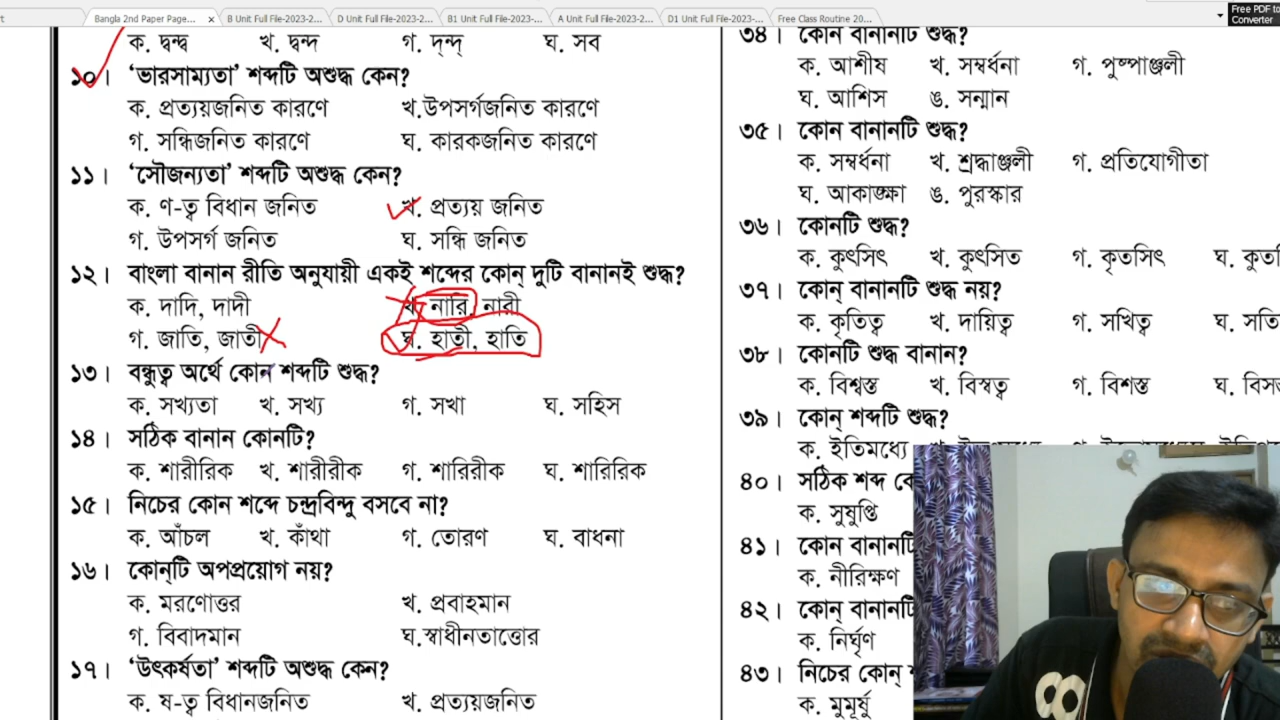 Bangla 2nd Paper Page... x
B Unit Full File-2023-2...
D Unit Full File-2023-2...
B1 Unit Full File-2023-...
A Unit Full File-2023-2...
D1 Unit Full File-2023-...
Free Class Routine 20...
Free PDF to
Converter
ক. দ্বন্দ্ব খ. দ্বন্দ গ. দ্‌ন্দ্ ঘ. সব
১০। ‘ভারসাম্যতা’ শব্দটি অশুদ্ধ কেন?
ক. প্রত্যয়জনিত কারণে খ.উপসর্গজনিত কারণে
গ. সন্ধিজনিত কারণে ঘ. কারকজনিত কারণে
১১। ‘সৌজন্যতা’ শব্দটি অশুদ্ধ কেন?
ক. ণ-ত্ব বিধান জনিত খ. প্রত্যয় জনিত
গ. উপসর্গ জনিত ঘ. সন্ধি জনিত
১২। বাংলা বানান রীতি অনুযায়ী একই শব্দের কোন্ দুটি বানানই শুদ্ধ?
ক. দাদি, দাদী খ. নারি, নারী
গ. জাতি, জাতী ঘ. হাতী, হাতি
১৩। বন্ধুত্ব অর্থে কোন শব্দটি শুদ্ধ?
ক. সখ্যতা খ. সখ্য গ. সখা ঘ. সহিস
১৪। সঠিক বানান কোনটি?
ক. শারীরিক খ. শারীরীক গ. শারিরীক ঘ. শারিরিক
১৫। নিচের কোন শব্দে চন্দ্রবিন্দু বসবে না?
ক. আঁচল খ. কাঁথা গ. তোরণ ঘ. বাধনা
১৬। কোন্‌টি অপপ্রয়োগ নয়?
ক. মরণোত্তর খ. প্রবাহমান
গ. বিবাদমান ঘ.স্বাধীনতাত্তোর
১৭। ‘উৎকর্ষতা’ শব্দটি অশুদ্ধ কেন?
ক. ষ-ত্ব বিধানজনিত খ. প্রত্যয়জনিত
৩৪। কোন বানানটি শুদ্ধ?
ক. আশীষ খ. সম্বর্ধনা গ. পুষ্পাঞ্জলী
ঘ. আশিস ঙ. সন্মান
৩৫। কোন বানানটি শুদ্ধ?
ক. সম্বর্ধনা খ. শ্রদ্ধাঞ্জলী গ. প্রতিযোগীতা
ঘ. আকাঙ্ক্ষা ঙ. পুরস্কার
৩৬। কোনটি শুদ্ধ?
ক. কুৎসিৎ খ. কুৎসিত গ. কৃতসিৎ ঘ.
৩৭। কোন্ বানানটি শুদ্ধ নয়?
ক. কৃতিত্ব খ. দায়িত্ব গ. সখিত্ব ঘ.
৩৮। কোনটি শুদ্ধ বানান?
ক. বিশ্বস্ত খ. বিস্বত্ব গ. বিশস্ত ঘ.
৩৯। কোন্ শব্দটি শুদ্ধ?
ক. ইতিমধ্যে
৪০। সঠিক শব্দ
ক. সুষুপ্তি
৪১। কোন বানানটি
ক. নীরিক্ষণ
৪২। কোন্ বানানটি
ক. নির্ঘৃণ
৪৩। নিচের কোন্
ক. মুমূর্ষু